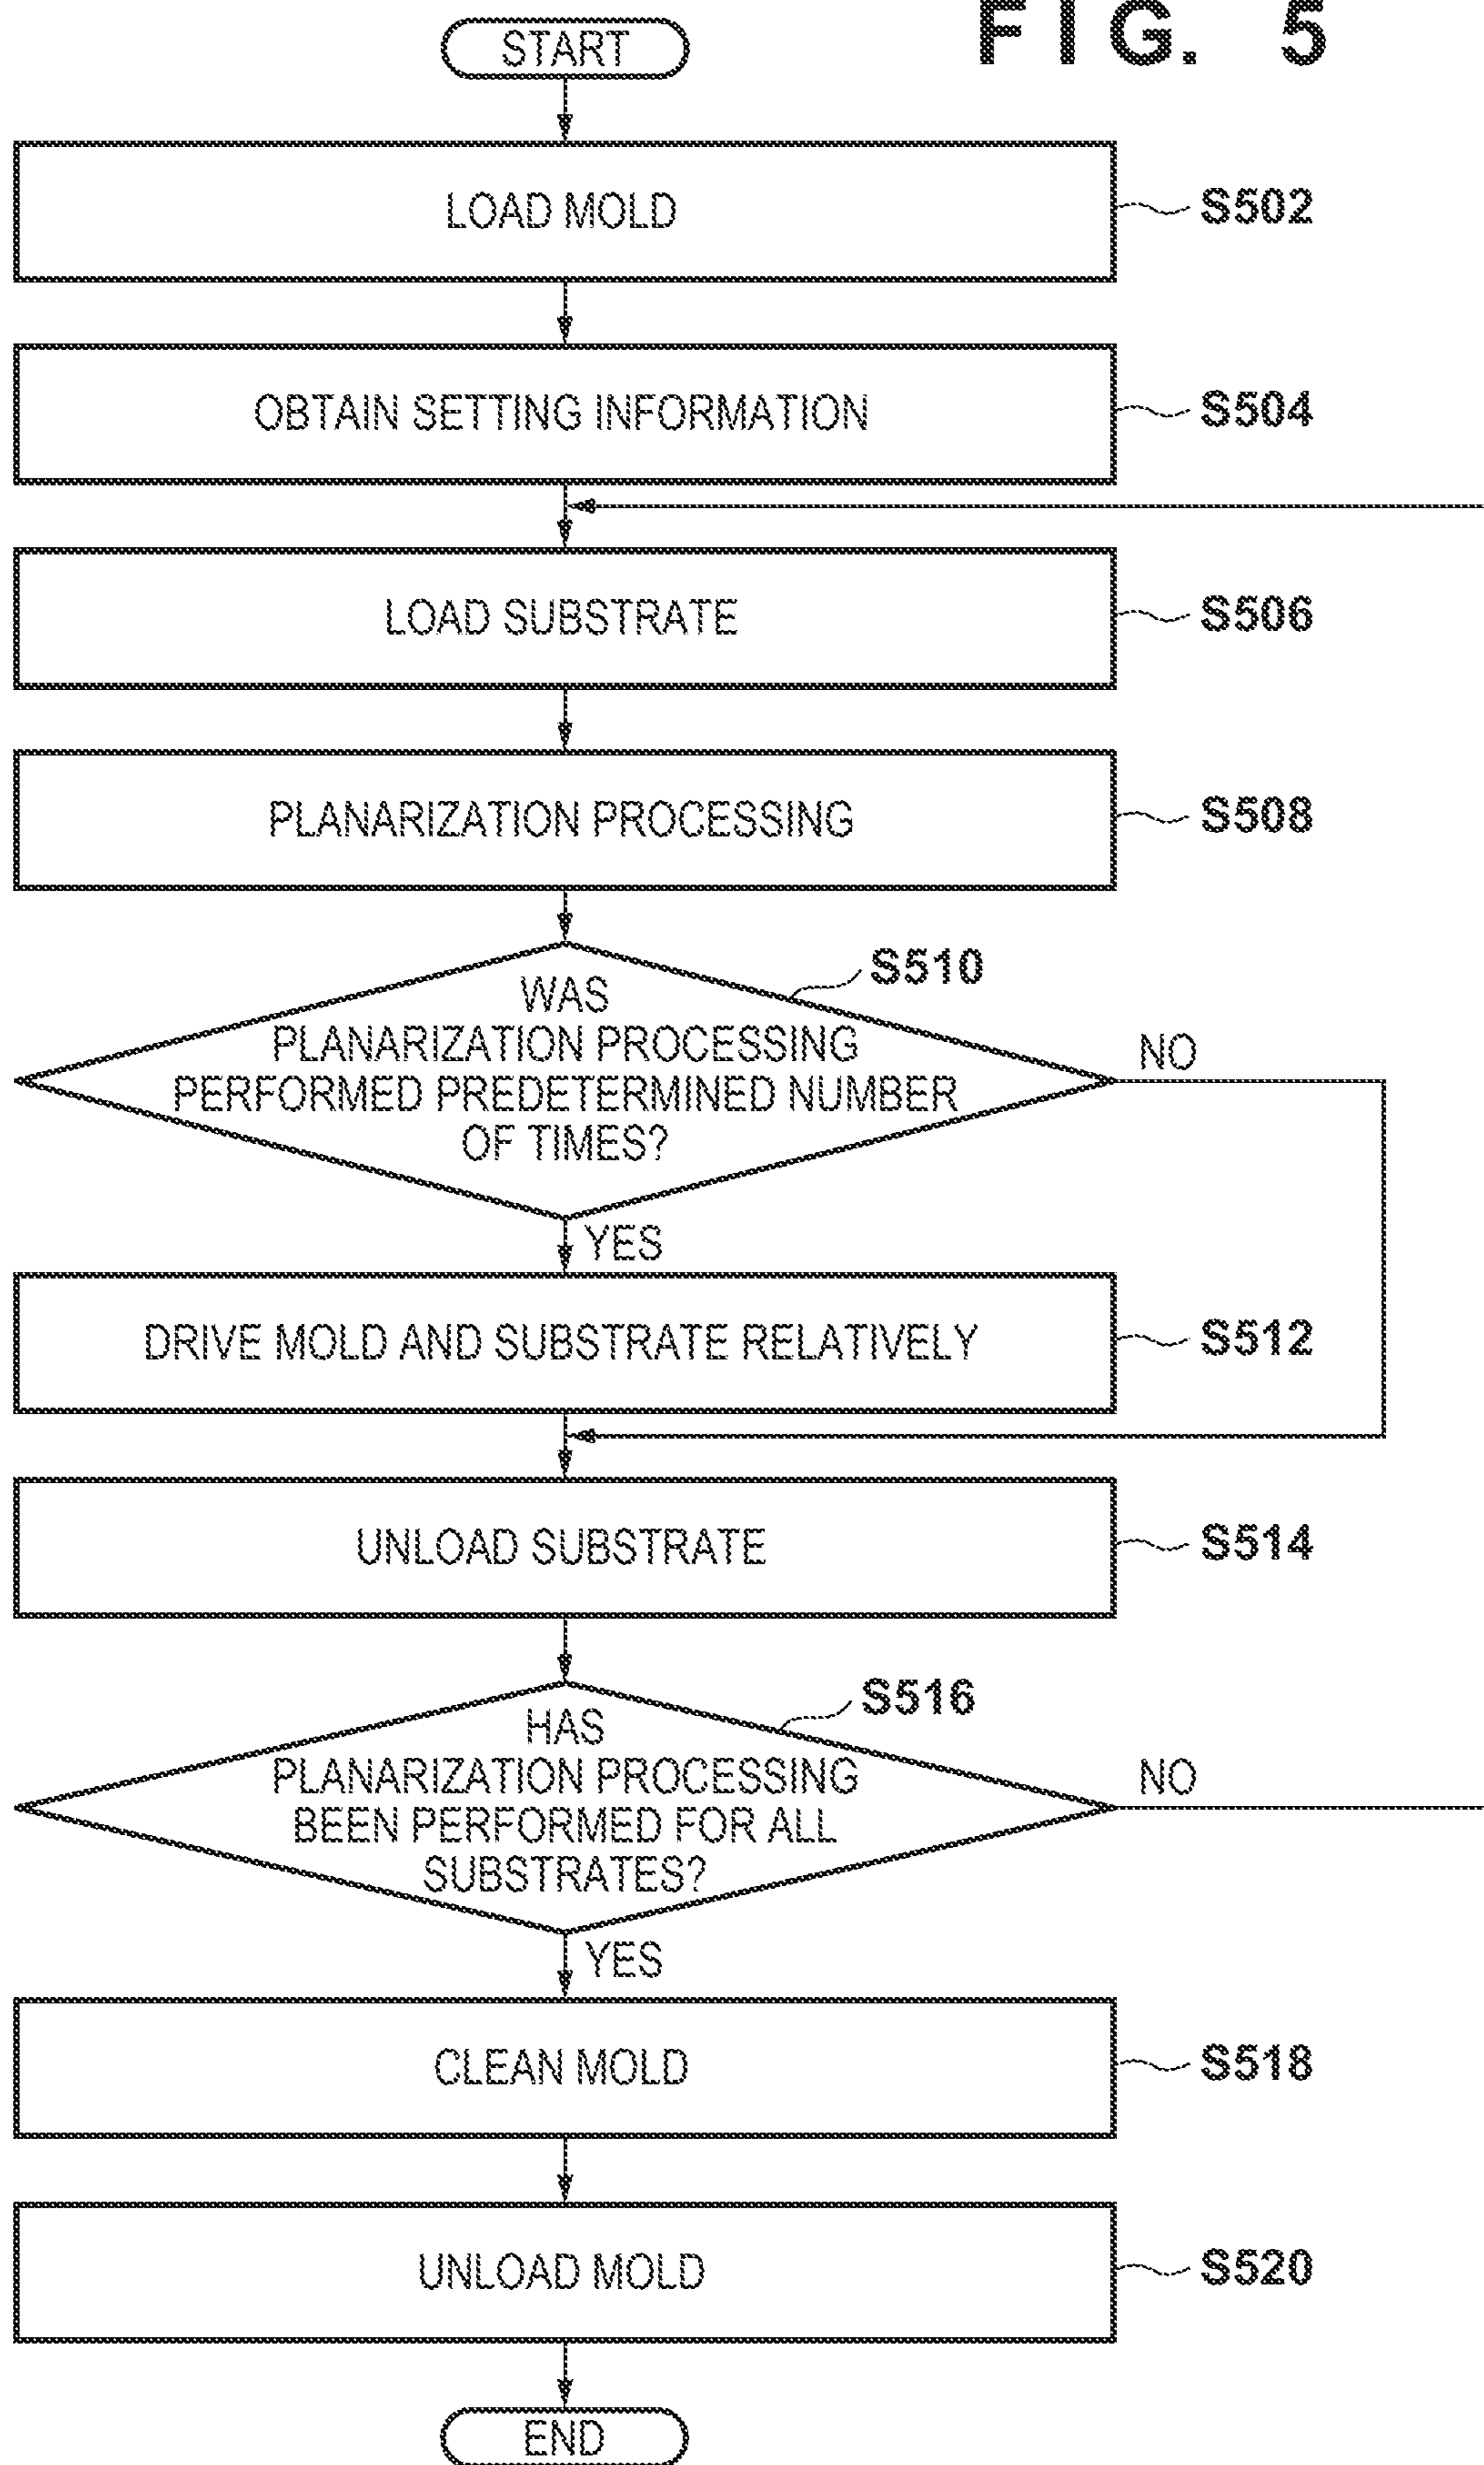 FIG. 5
START
LOAD MOLD
S502
OBTAIN SETTING INFORMATION
S504
LOAD SUBSTRATE
S506
PLANARIZATION PROCESSING
S508
S510
WAS
PLANARIZATION PROCESSING
PERFORMED PREDETERMINED NUMBER
OF TIMES?
NO
YES
DRIVE MOLD AND SUBSTRATE RELATIVELY
S512
UNLOAD SUBSTRATE
S514
S516
HAS
PLANARIZATION PROCESSING
BEEN PERFORMED FOR ALL
SUBSTRATES?
NO
YES
CLEAN MOLD
S518
UNLOAD MOLD
S520
END